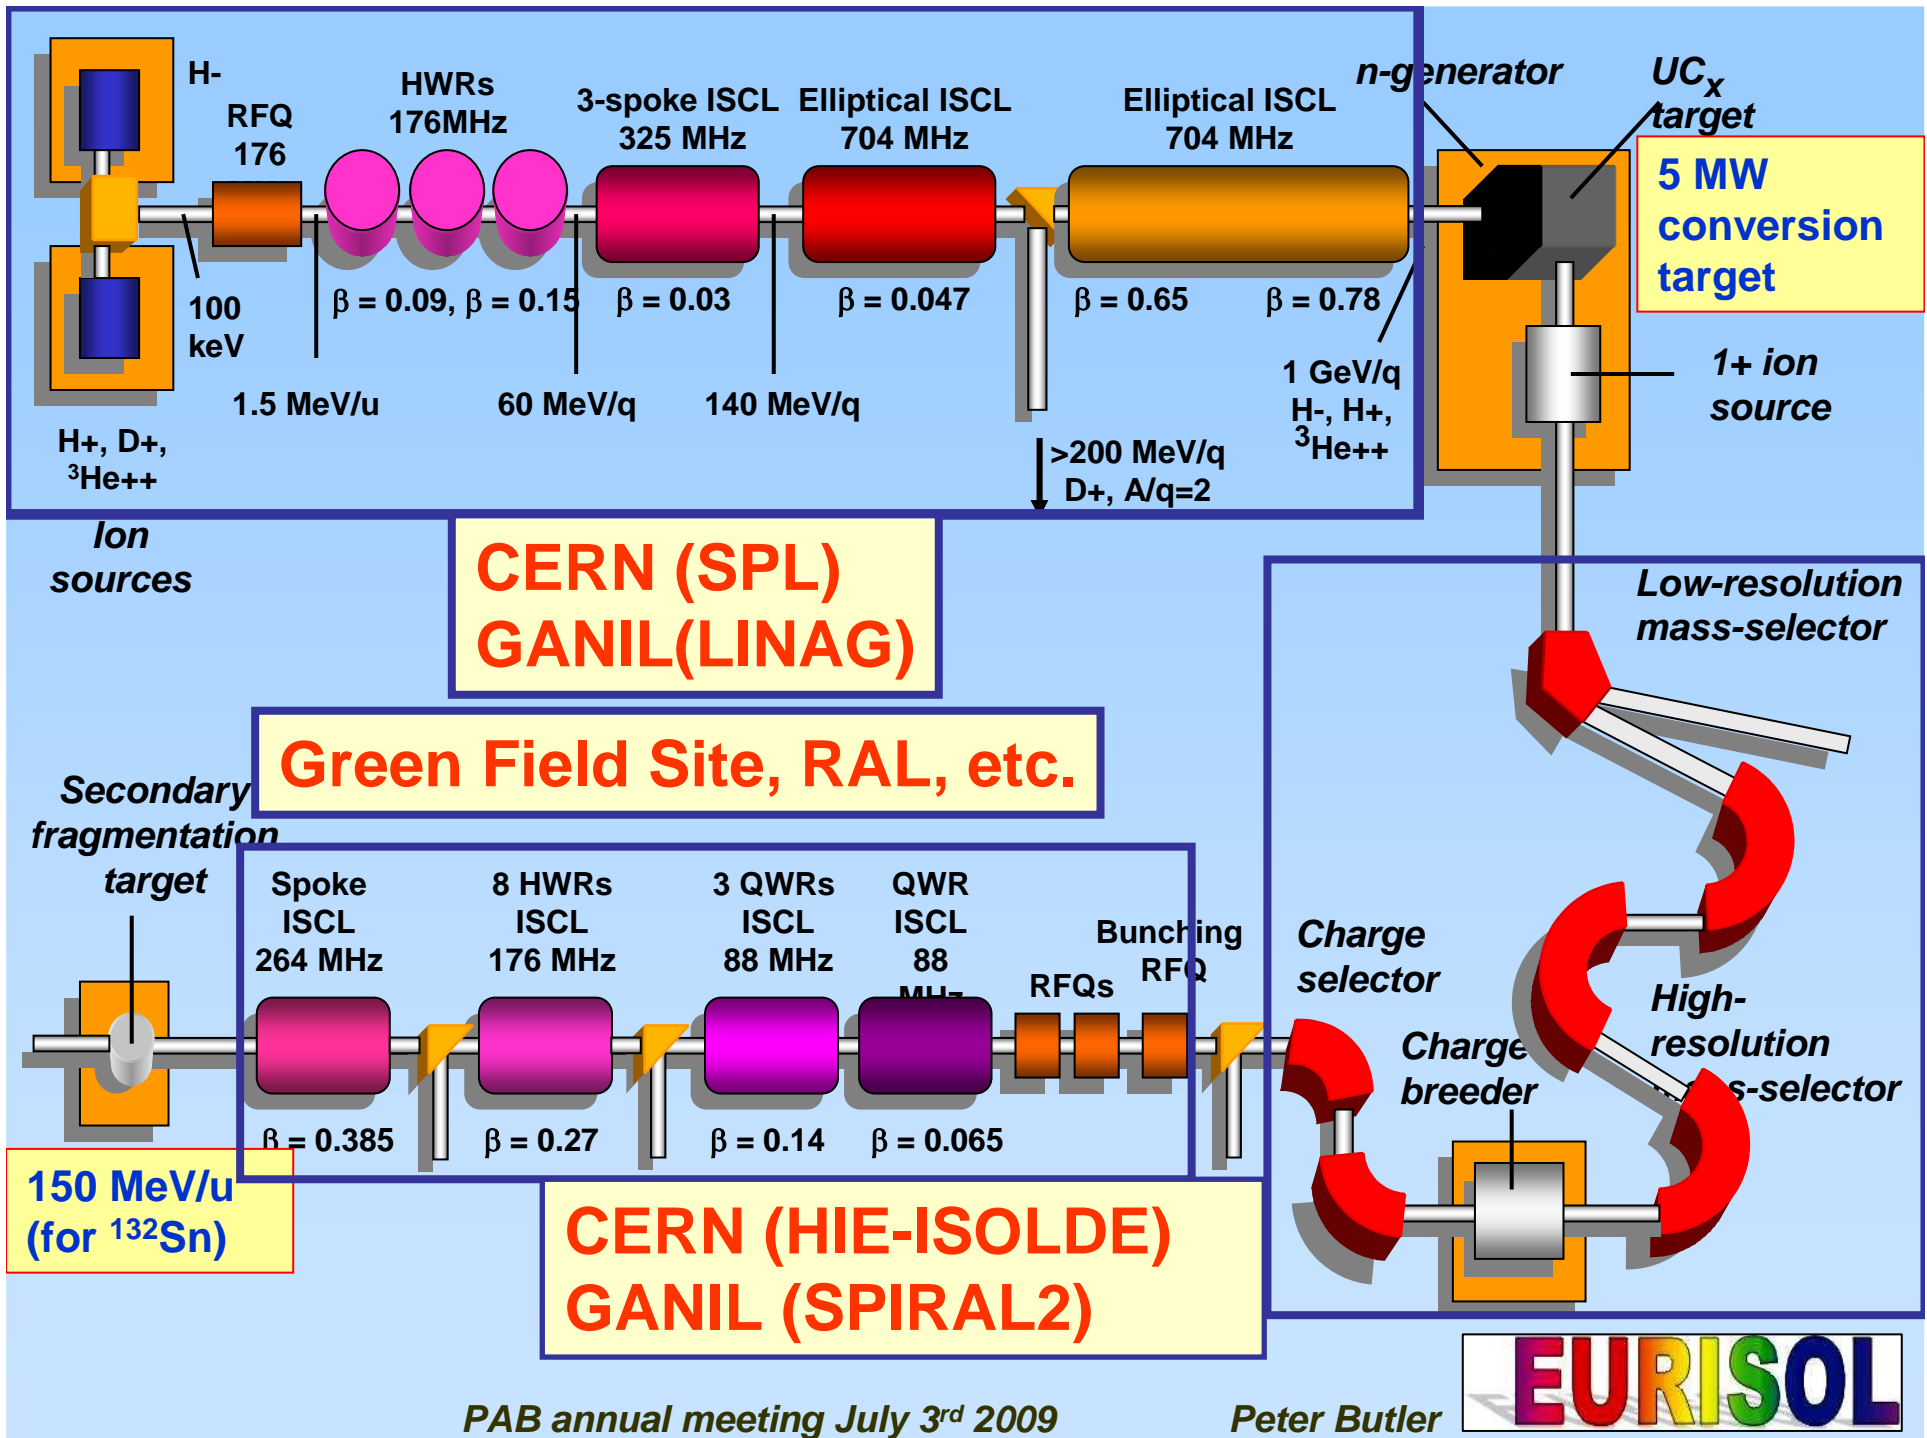 H-
RFQ
176
HWRs
176MHz
3-spoke ISCL
325 MHz
Elliptical ISCL
704 MHz
Elliptical ISCL
704 MHz
n-generator
UCx
target
5 MW
conversion
target
100
keV
β = 0.09, β = 0.15
β = 0.03
β = 0.047
β = 0.65
β = 0.78
1.5 MeV/u
60 MeV/q
140 MeV/q
1 GeV/q
H-, H+,
3He++
1+ ion
source
H+, D+,
3He++
>200 MeV/q
D+, A/q=2
Ion
sources
CERN (SPL)
GANIL(LINAG)
Low-resolution
mass-selector
Green Field Site, RAL, etc.
Secondary
fragmentation
target
Spoke
ISCL
264 MHz
8 HWRs
ISCL
176 MHz
3 QWRs
ISCL
88 MHz
QWR
ISCL
88
MHz
RFQs
Bunching
RFQ
Charge
selector
Charge
breeder
High-
resolution
mass-selector
β = 0.385
β = 0.27
β = 0.14
β = 0.065
150 MeV/u
(for 132Sn)
CERN (HIE-ISOLDE)
GANIL (SPIRAL2)
EURISOL
PAB annual meeting July 3rd 2009
Peter Butler